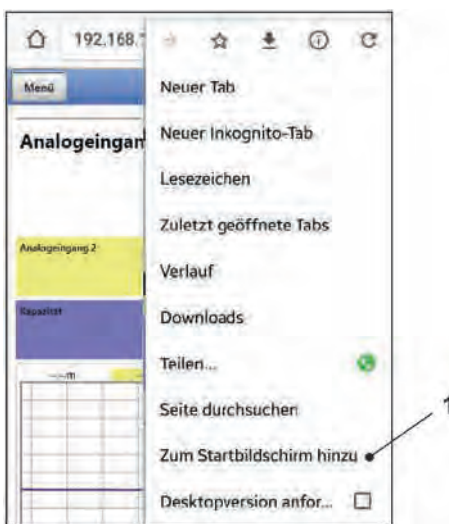 192.168.
Menü
Analogeingan
Analogeingang 2
Kapazität
--.--m
Neuer Tab
Neuer Inkognito-Tab
Lesezeichen
Zuletzt geöffnete Tabs
Verlauf
Downloads
Teilen...
Seite durchsuchen
Zum Startbildschirm hinzu
1
Desktopversion anfor...